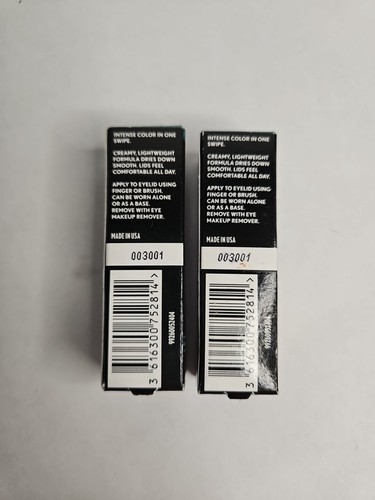 INTENSE COLOR IN ONE
SWIPE.
CREAMY, LIGHTWEIGHT
FORMULA DRIES DOWN
SMOOTH. LIDS FEEL
COMFORTABLE ALL DAY.
APPLY TO EYELID USING
FINGER OR BRUSH.
CAN BE WORN ALONE
OR AS A BASE.
REMOVE WITH EYE
MAKEUP REMOVER.
MADE IN USA
003001
3 616300 752814 >
99260052404
INTENSE COLOR IN ONE
SWIPE.
CREAMY, LIGHTWEIGHT
FORMULA DRIES DOWN
SMOOTH. LIDS FEEL
COMFORTABLE ALL DAY.
APPLY TO EYELID USING
FINGER OR BRUSH.
CAN BE WORN ALONE
OR AS A BASE.
REMOVE WITH EYE
MAKEUP REMOVER.
MADE IN USA
003001
3 616300 752814 >